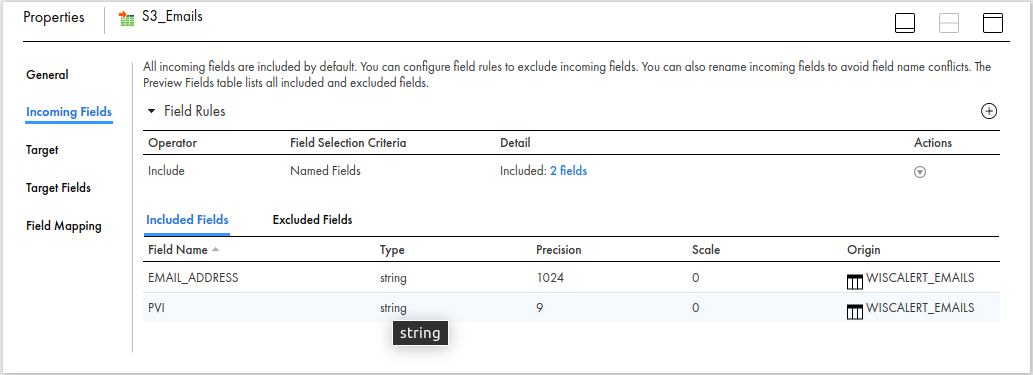 Properties S3_Emails
General
Incoming Fields
Target
Target Fields
Field Mapping
All incoming fields are included by default. You can configure field rules to exclude incoming fields. You can also rename incoming fields to avoid field name conflicts. The
Preview Fields table lists all included and excluded fields.
Field Rules
Operator Field Selection Criteria Detail Actions
Include Named Fields Included: 2 fields
Included Fields Excluded Fields
Field Name Type Precision Scale Origin
EMAIL_ADDRESS string 1024 0 WISCALERT_EMAILS
PVI string 9 0 WISCALERT_EMAILS
string